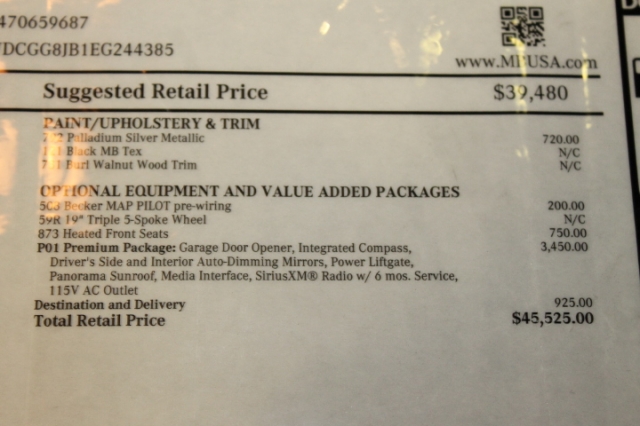 470659687
DCGG8JB1EG244385
www.MBUSA.com
Suggested Retail Price $39,480
PAINT/UPHOLSTERY & TRIM
Palladium Silver Metallic 720.00
Black MB Tex N/C
Burl Walnut Wood Trim N/C
OPTIONAL EQUIPMENT AND VALUE ADDED PACKAGES
5C3 Becker MAP PILOT pre-wiring 200.00
59R 19" Triple 5-Spoke Wheel N/C
873 Heated Front Seats 750.00
P01 Premium Package: Garage Door Opener, Integrated Compass, 3,450.00
Driver's Side and Interior Auto-Dimming Mirrors, Power Liftgate,
Panorama Sunroof, Media Interface, SiriusXM® Radio w/ 6 mos. Service,
115V AC Outlet
Destination and Delivery 925.00
Total Retail Price $45,525.00